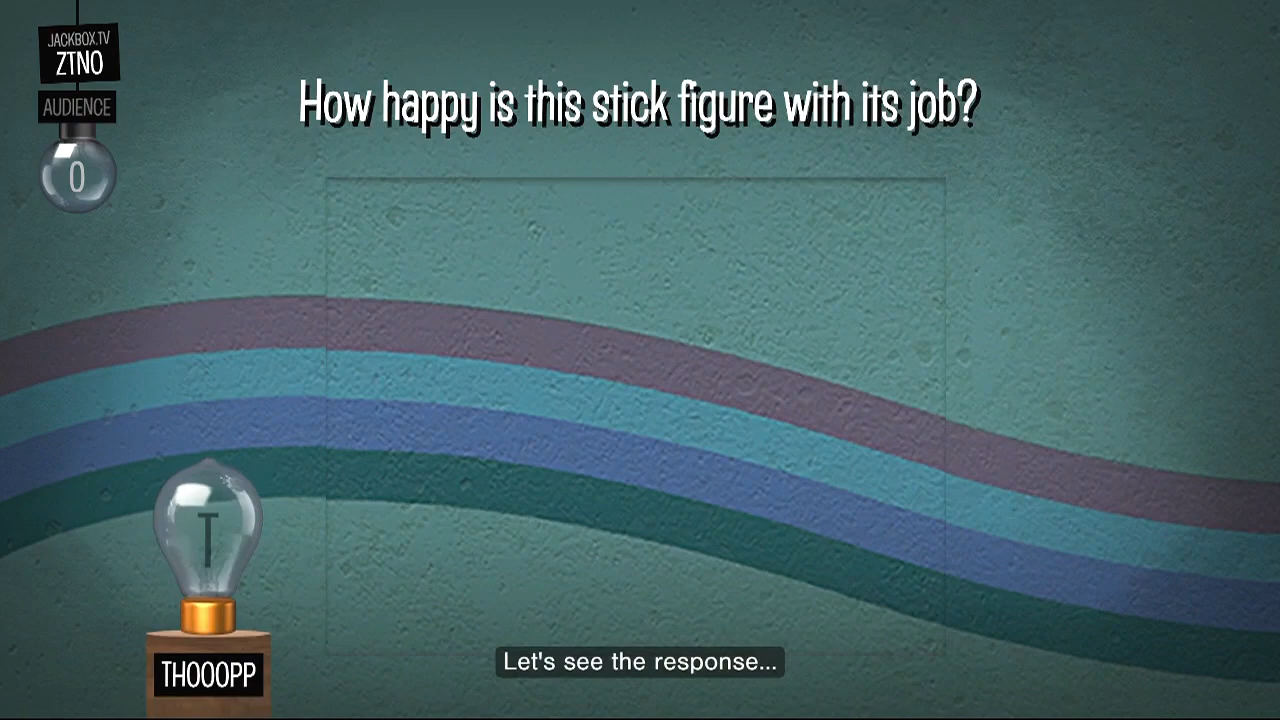 JACKBOX.TV
ZTNO
AUDIENCE
0
How happy is this stick figure with its job?
T
THOOOPP
Let's see the response...